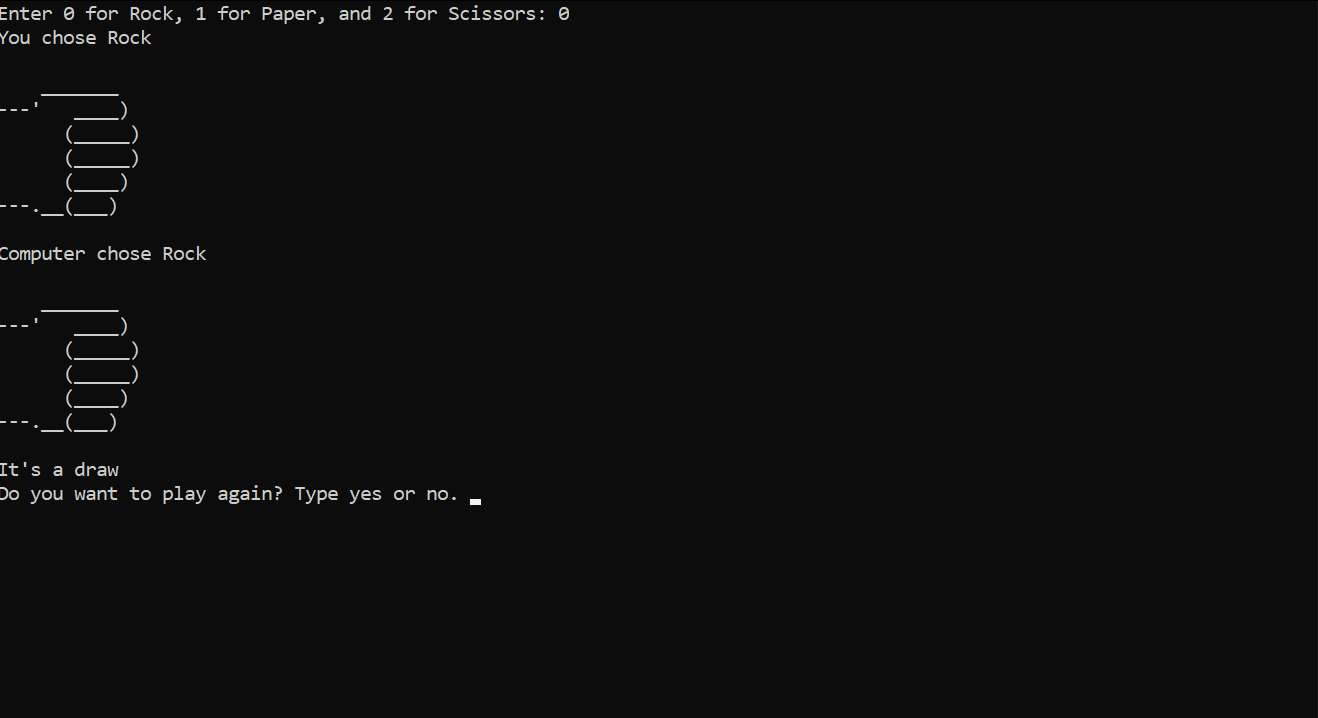 Enter 0 for Rock, 1 for Paper, and 2 for Scissors: 0
You chose Rock
    _______
---'   ____)
      (_____)
      (_____)
      (____)
---.__(___)
Computer chose Rock
    _______
---'   ____)
      (_____)
      (_____)
      (____)
---.__(___)
It's a draw
Do you want to play again? Type yes or no.